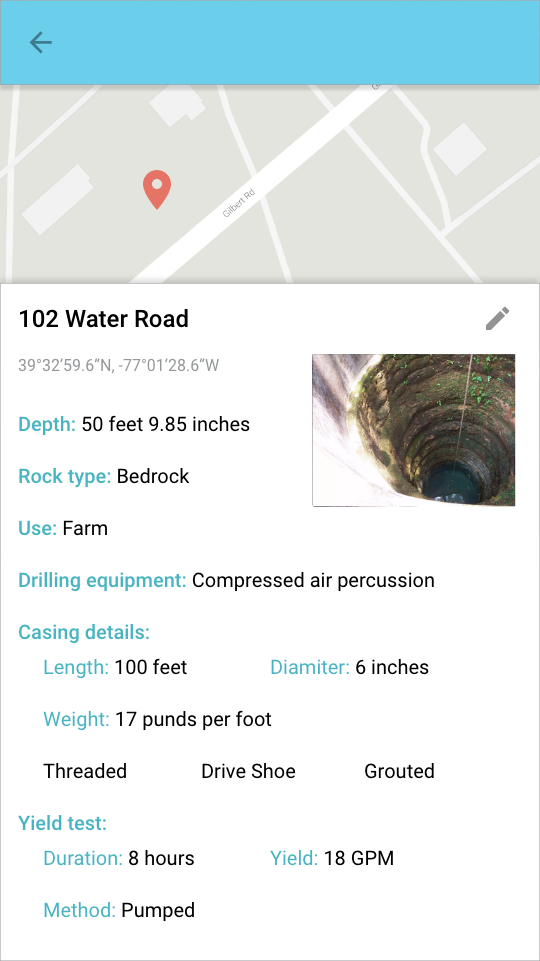 Gilbert Rd
102 Water Road
39°32’59.6”N, -77°01’28.6”W
Depth: 50 feet 9.85 inches
Rock type: Bedrock
Use: Farm
Drilling equipment: Compressed air percussion
Casing details:
Length: 100 feet Diamiter: 6 inches
Weight: 17 punds per foot
Threaded Drive Shoe Grouted
Yield test:
Duration: 8 hours Yield: 18 GPM
Method: Pumped